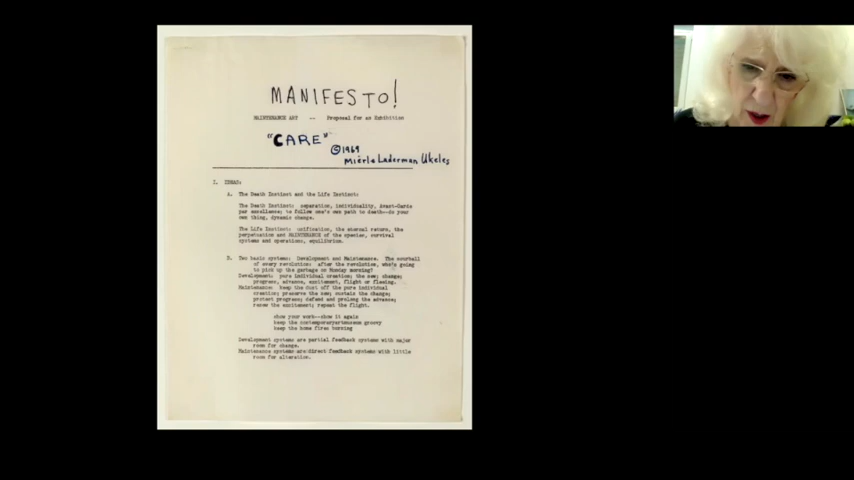 MANIFESTO!
MAINTENANCE ART -- Proposal for an Exhibition
"CARE"
©1969
Mierle Laderman Ukeles
I. IDEAS:
A. The Death Instinct and the Life Instinct:
The Death Instinct: separation, individuality, Avant-Garde
par excellence; to follow one's own path to death--do your
own thing, dynamic change.
The Life Instinct: unification, the eternal return, the
perpetuation and MAINTENANCE of the species, survival
systems and operations, equilibrium.
B. Two basic systems: Development and Maintenance. The sourball
of every revolution: after the revolution, who's going
to pick up the garbage on Monday morning?
Development: pure individual creation; the new; change;
progress, advance, excitement, flight or fleeing.
Maintenance: keep the dust off the pure individual
creation; preserve the new; sustain the change;
protect progress; defend and prolong the advance;
renew the excitement; repeat the flight.
show your work--show it again
keep the contemporaryartmuseum groovy
keep the home fires burning
Development systems are partial feedback systems with major
room for change.
Maintenance systems are direct feedback systems with little
room for alteration.